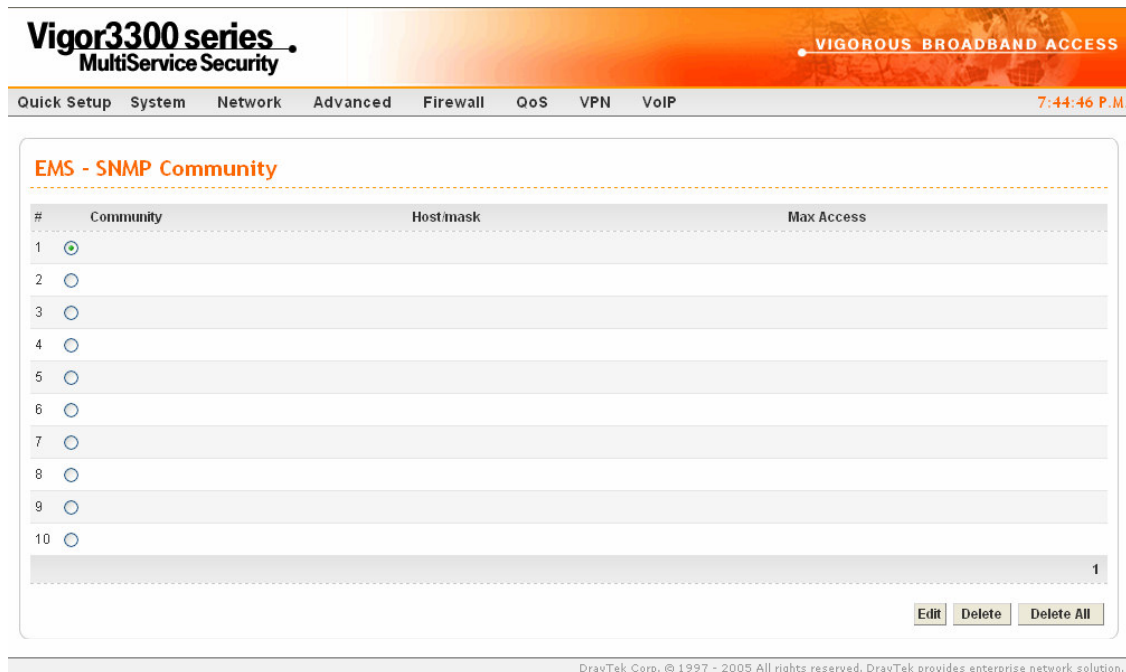 Vigor3300 series
MultiService Security
VIGOROUS BROADBAND ACCESS
Quick Setup System Network Advanced Firewall QoS VPN VoIP 7:44:46 P.M
EMS - SNMP Community
# Community Host/mask Max Access
1
2
3
4
5
6
7
8
9
10
1
Edit Delete Delete All
DrayTek Corp. © 1997 - 2005 All rights reserved. DrayTek provides enterprise network solution.